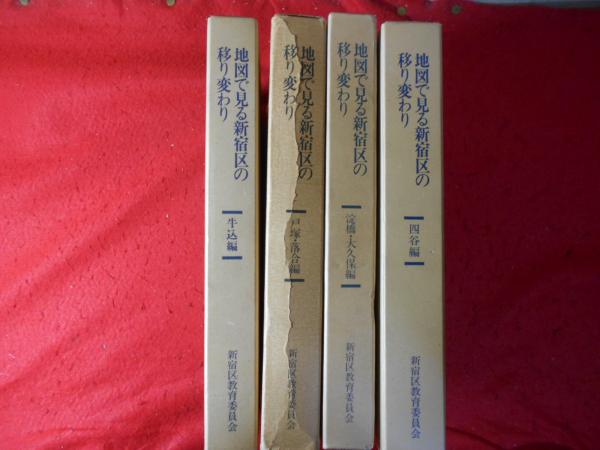 地図で見る新宿区の
移り変わり
牛込編
新宿区教育委員会
地図で見る新宿区の
移り変わり
戸塚・落合編
新宿区教育委員会
地図で見る新宿区の
移り変わり
淀橋・大久保編
新宿区教育委員会
地図で見る新宿区の
移り変わり
四谷編
新宿区教育委員会